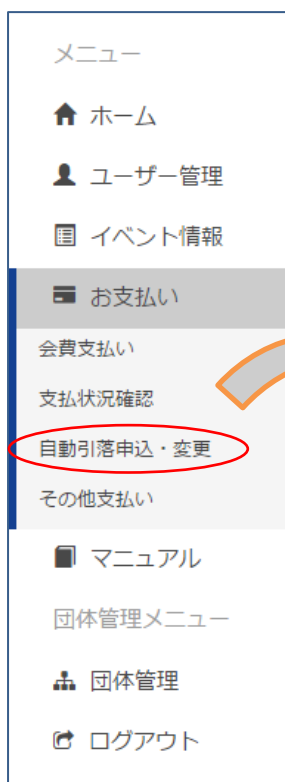 メニュー
ホーム
ユーザー管理
イベント情報
お支払い
会費支払い
支払状況確認
自動引落申込・変更
その他支払い
マニュアル
団体管理メニュー
団体管理
ログアウト